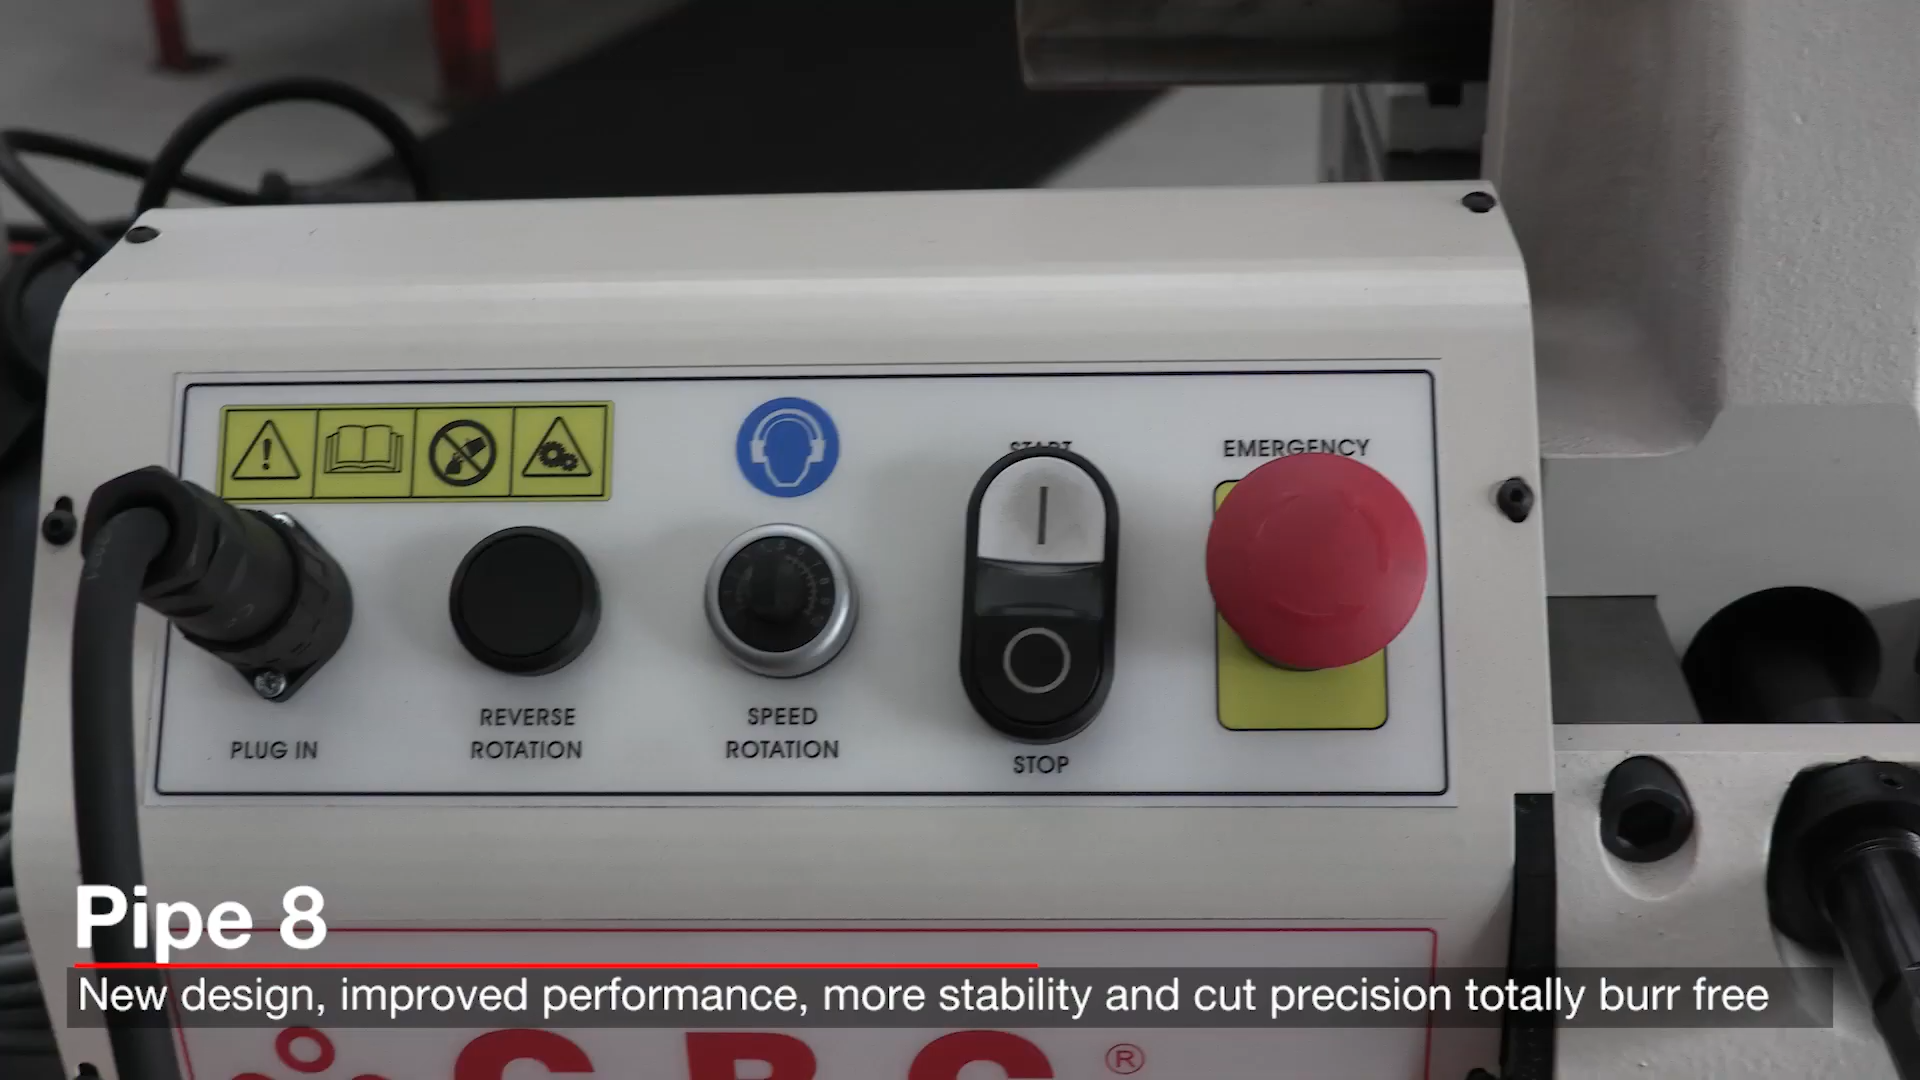 START
EMERGENCY
REVERSE
ROTATION
SPEED
ROTATION
PLUG IN
STOP
Pipe 8
New design, improved performance, more stability and cut precision totally burr free
®